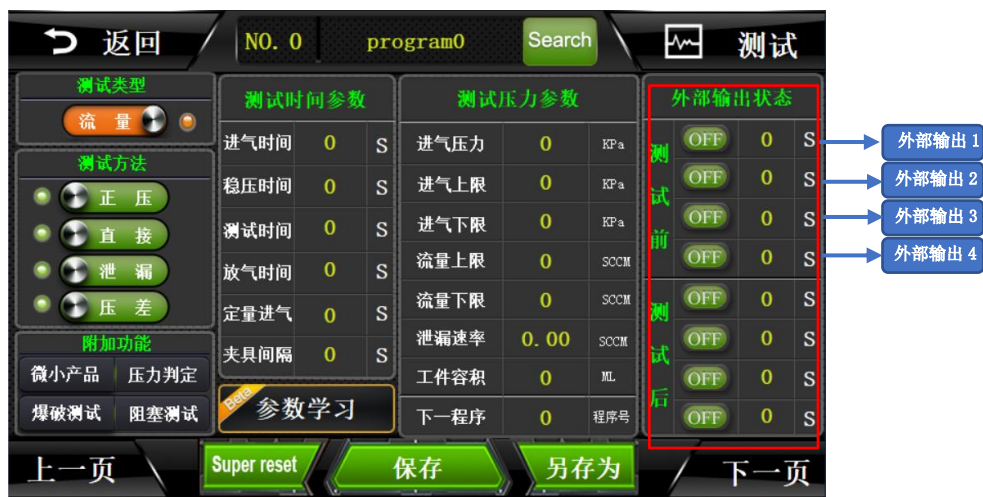 返回
NO. 0
program0
Search
测试
测试类型
流 量
测试方法
正 压
直 接
泄 漏
压 差
附加功能
微小产品 压力判定
爆破测试 阻塞测试
测试时间参数
进气时间 0 S
稳压时间 0 S
测试时间 0 S
放气时间 0 S
定量进气 0 S
夹具间隔 0 S
Beta 参数学习
测试压力参数
进气压力 0 KPa
进气上限 0 KPa
进气下限 0 KPa
流量上限 0 SCCM
流量下限 0 SCCM
泄漏速率 0.00 SCCM
工件容积 0 ML
下一程序 0 程序号
外部输出状态
测试前
OFF 0 S 外部输出 1
OFF 0 S 外部输出 2
OFF 0 S 外部输出 3
OFF 0 S 外部输出 4
测试后
OFF 0 S
OFF 0 S
OFF 0 S
OFF 0 S
上一页
Super reset
保存
另存为
下一页